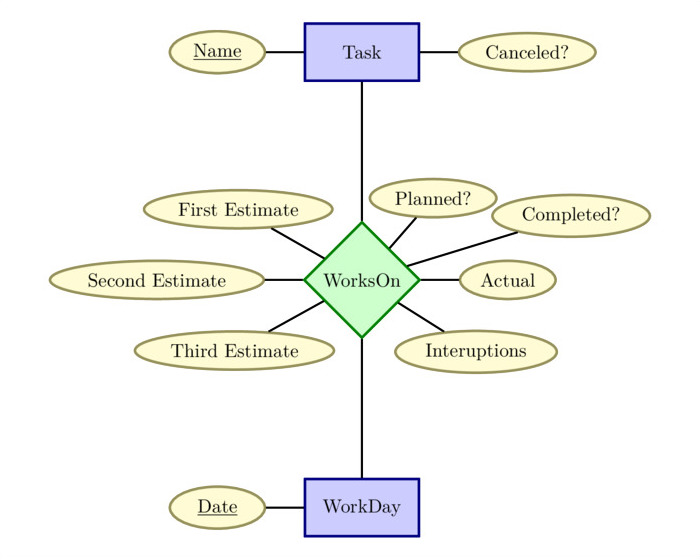 Name
Task
Canceled?
Planned?
First Estimate
Completed?
Second Estimate
WorksOn
Actual
Third Estimate
Interuptions
Date
WorkDay